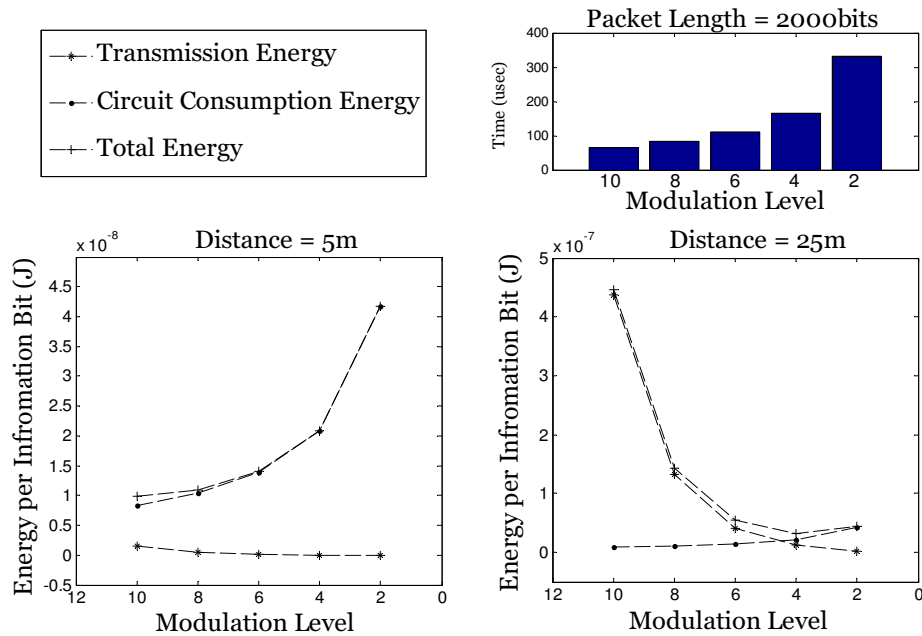 Transmission Energy
Circuit Consumption Energy
Total Energy
Packet Length = 2000bits
Time (usec)
400
300
200
100
0
10 8 6 4 2 0
Modulation Level
Distance = 5m
x 10^-8
Energy per Infromation Bit (J)
5
4.5
4
3.5
3
2.5
2
1.5
1
0.5
0
-0.5
12 10 8 6 4 2 0
Modulation Level
Distance = 25m
x 10^-7
Energy per Infromation Bit (J)
5
4
3
2
1
0
12 10 8 6 4 2 0
Modulation Level